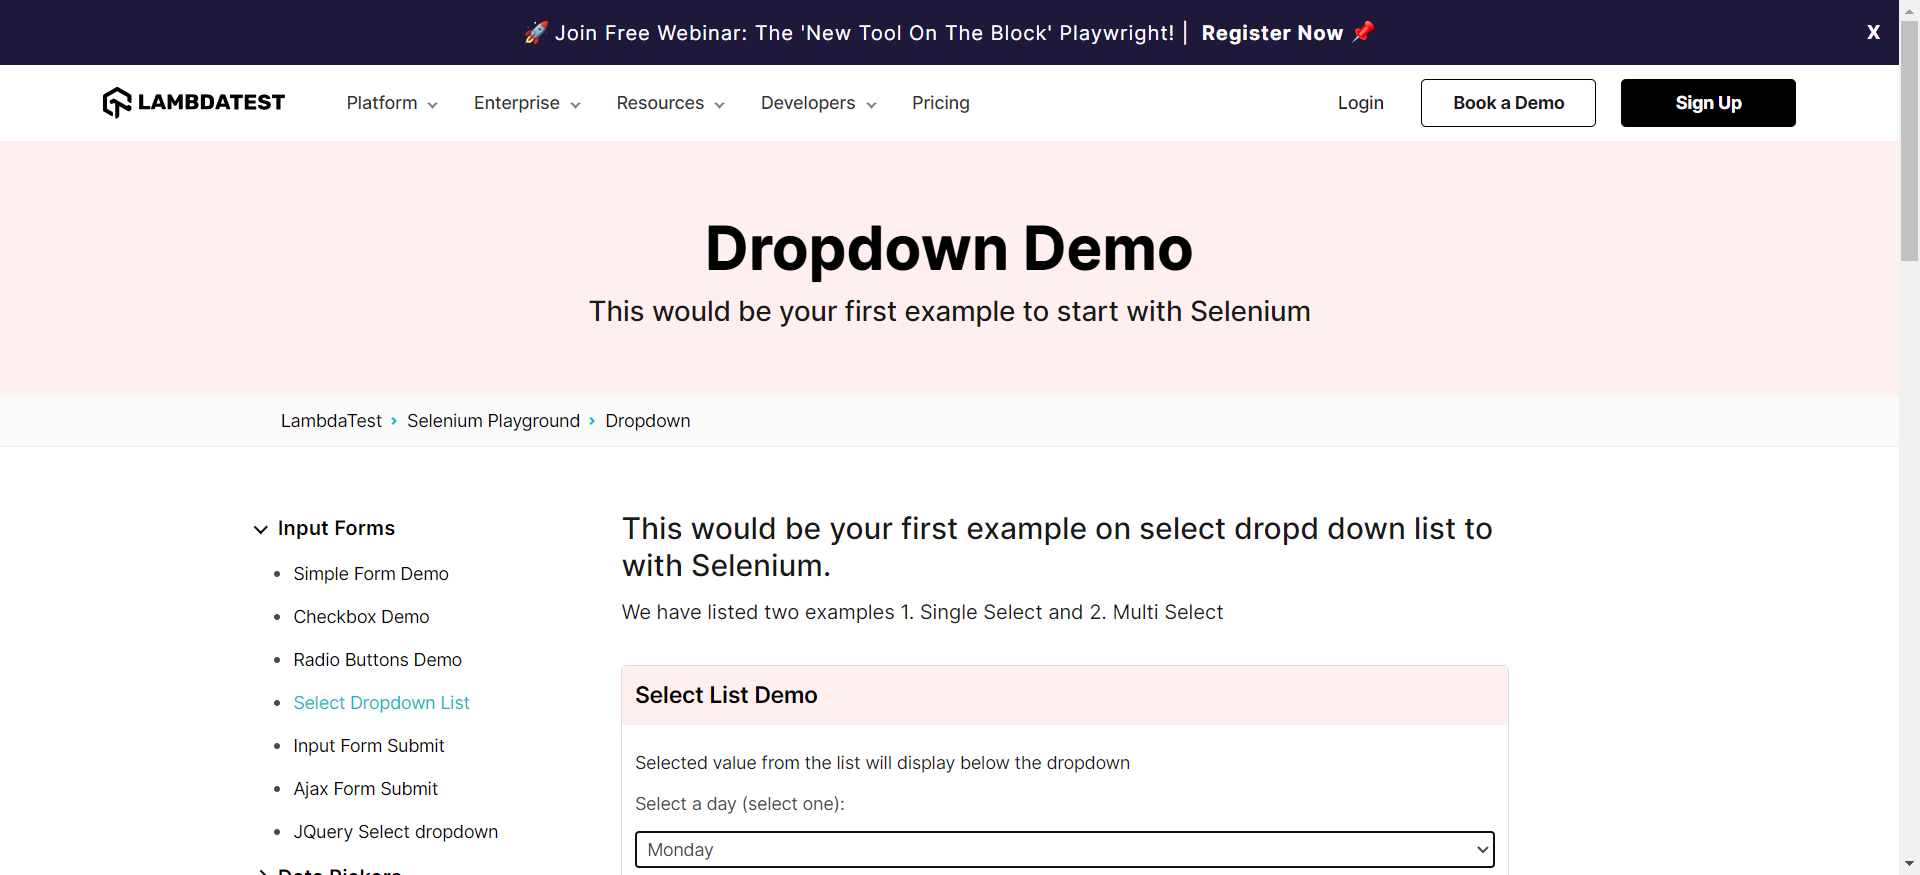 🚀 Join Free Webinar: The 'New Tool On The Block' Playwright! | Register Now 📌 X
LAMBDATEST Platform Enterprise Resources Developers Pricing Login Book a Demo Sign Up
Dropdown Demo
This would be your first example to start with Selenium
LambdaTest › Selenium Playground › Dropdown
Input Forms
• Simple Form Demo
• Checkbox Demo
• Radio Buttons Demo
• Select Dropdown List
• Input Form Submit
• Ajax Form Submit
• JQuery Select dropdown
Date Pickers
This would be your first example on select dropd down list to
with Selenium.
We have listed two examples 1. Single Select and 2. Multi Select
Select List Demo
Selected value from the list will display below the dropdown
Select a day (select one):
Monday